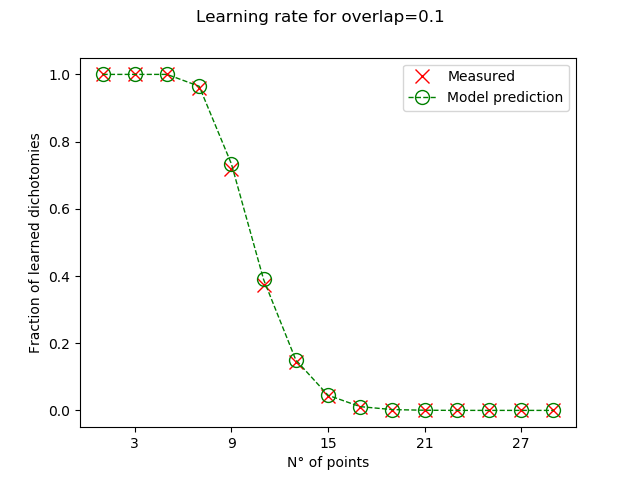 Learning rate for overlap=0.1
Measured
Model prediction
Fraction of learned dichotomies
1.0
0.8
0.6
0.4
0.2
0.0
3 9 15 21 27
N° of points